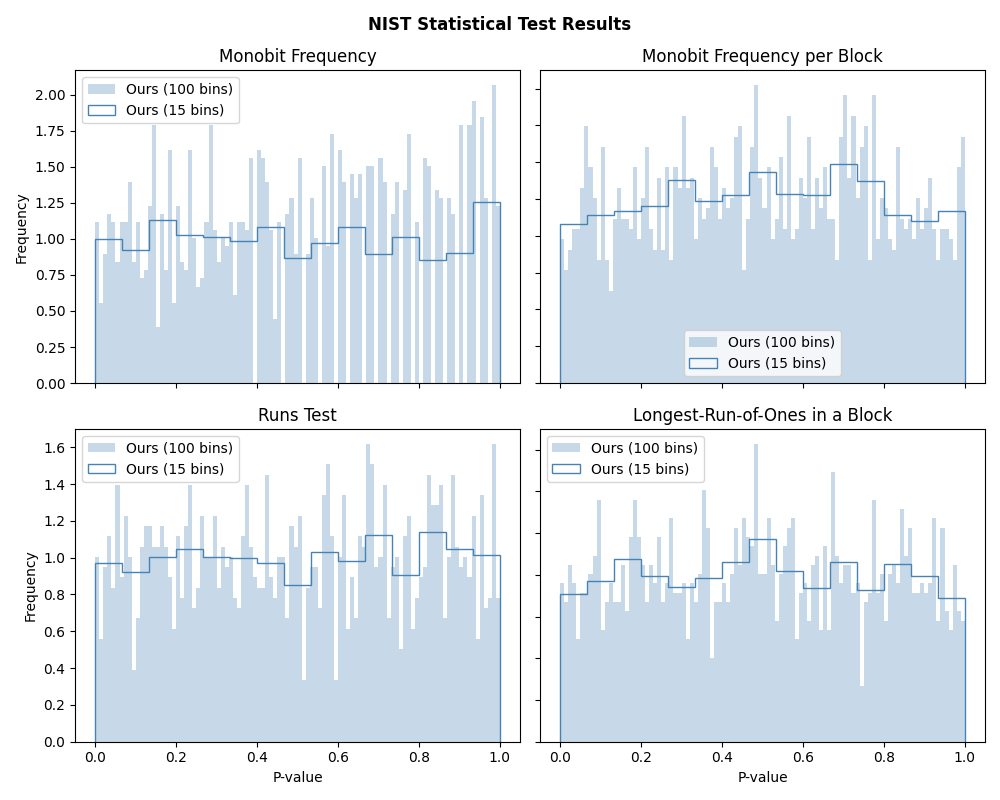 NIST Statistical Test Results
Monobit Frequency
Frequency
2.00
1.75
1.50
1.25
1.00
0.75
0.50
0.25
0.00
Ours (100 bins)
Ours (15 bins)
Monobit Frequency per Block
Ours (100 bins)
Ours (15 bins)
Runs Test
Frequency
1.6
1.4
1.2
1.0
0.8
0.6
0.4
0.2
0.0
Ours (100 bins)
Ours (15 bins)
0.0 0.2 0.4 0.6 0.8 1.0
P-value
Longest-Run-of-Ones in a Block
Ours (100 bins)
Ours (15 bins)
0.0 0.2 0.4 0.6 0.8 1.0
P-value